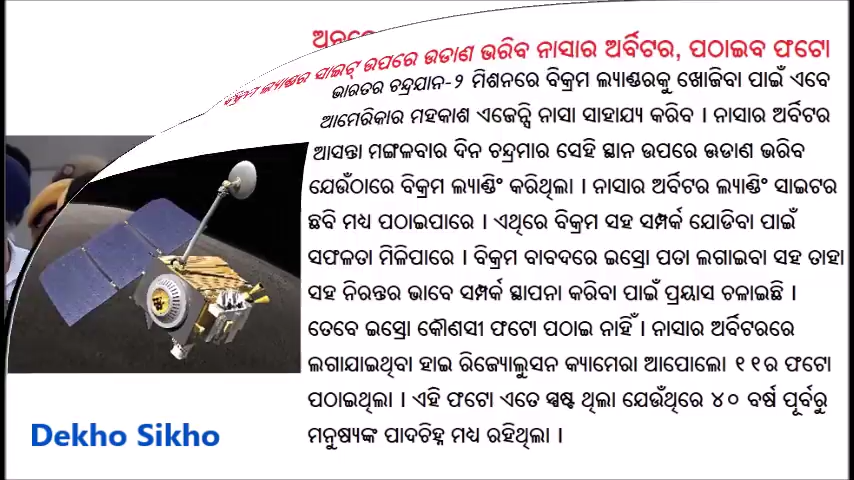 ବିକ୍ରମ ଲ୍ୟାଣ୍ଡର ସାଇଟ୍ ଉପରେ ଉଡାଣ ଭରିବ ନାସାର ଅର୍ବିଟର, ପଠାଇବ ଫଟୋ
ଭାରତର ଚନ୍ଦ୍ରଯାନ-୨ ମିଶନରେ ବିକ୍ରମ ଲ୍ୟାଣ୍ଡରକୁ ଖୋଜିବା ପାଇଁ ଏବେ
ଆମେରିକାର ମହକାଶ ଏଜେନ୍ସି ନାସା ସାହାଯ୍ୟ କରିବ । ନାସାର ଅର୍ବିଟର
ଆସନ୍ତା ମଙ୍ଗଳବାର ଦିନ ଚନ୍ଦ୍ରମାର ସେହି ସ୍ଥାନ ଉପରେ ଊଡାଣ ଭରିବ
ଯେଉଁଠାରେ ବିକ୍ରମ ଲ୍ୟାଣ୍ଡିଂ କରିଥିଲା । ନାସାର ଅର୍ବିଟର ଲ୍ୟାଣ୍ଡିଂ ସାଇଟର
ଛବି ମଧ୍ୟ ପଠାଇପାରେ । ଏଥିରେ ବିକ୍ରମ ସହ ସମ୍ପର୍କ ଯୋଡିବା ପାଇଁ
ସଫଳତା ମିଳିପାରେ । ବିକ୍ରମ ବାବଦରେ ଇସ୍ରୋ ପତା ଲଗାଇବା ସହ ତାହା
ସହ ନିରନ୍ତର ଭାବେ ସମ୍ପର୍କ ସ୍ଥାପନା କରିବା ପାଇଁ ପ୍ରୟାସ ଚଳାଇଛି ।
ତେବେ ଇସ୍ରୋ କୌଣସୀ ଫଟୋ ପଠାଇ ନାହିଁ । ନାସାର ଅର୍ବିଟରରେ
ଲଗାଯାଇଥିବା ହାଇ ରିଜ୍ୟୋଲୁସନ କ୍ୟାମେରା ଆପୋଲୋ ୧୧ର ଫଟୋ
ପଠାଇଥିଲା । ଏହି ଫଟୋ ଏତେ ସ୍ପଷ୍ଟ ଥିଲା ଯେଉଁଥିରେ ୪୦ ବର୍ଷ ପୂର୍ବରୁ
ମନୁଷ୍ୟଙ୍କ ପାଦଚିହ୍ନ ମଧ୍ୟ ରହିଥିଲା ।
Dekho Sikho